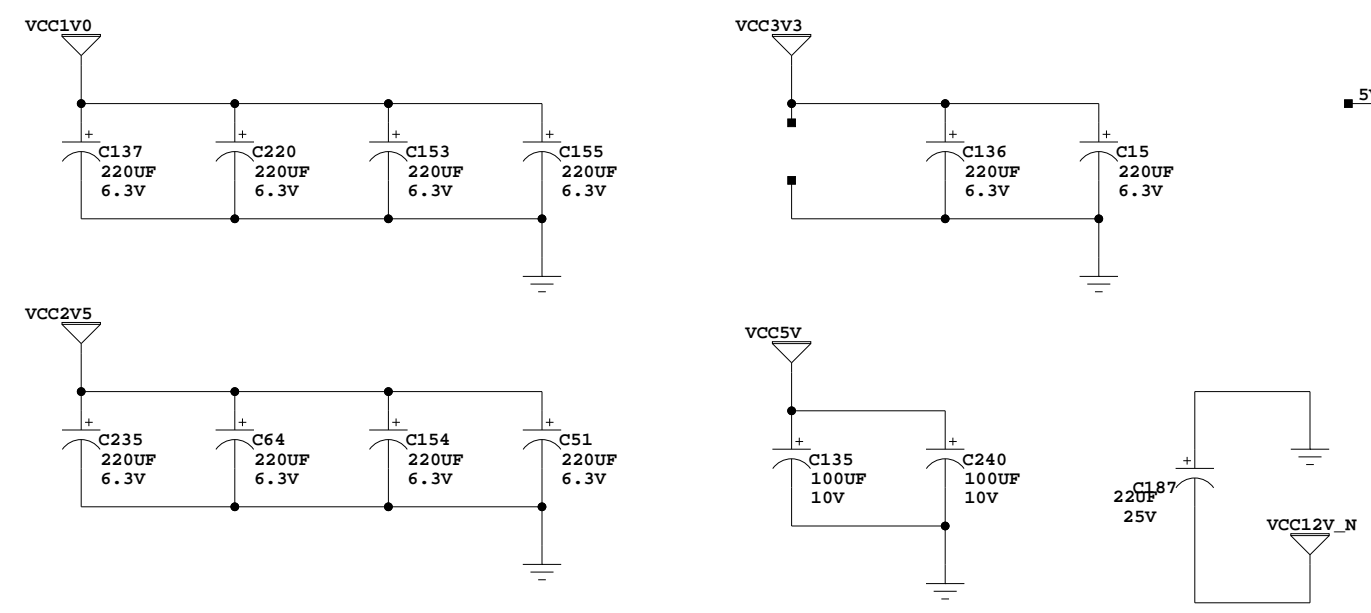 VCC1V0
+ + + +
C137 C220 C153 C155
220UF 220UF 220UF 220UF
6.3V 6.3V 6.3V 6.3V
VCC3V3
+ +
C136 C15
220UF 220UF
6.3V 6.3V
VCC2V5
+ + + +
C235 C64 C154 C51
220UF 220UF 220UF 220UF
6.3V 6.3V 6.3V 6.3V
VCC5V
+ +
C135 C240
100UF 100UF
10V 10V
+
C187
22UF
25V
VCC12V_N